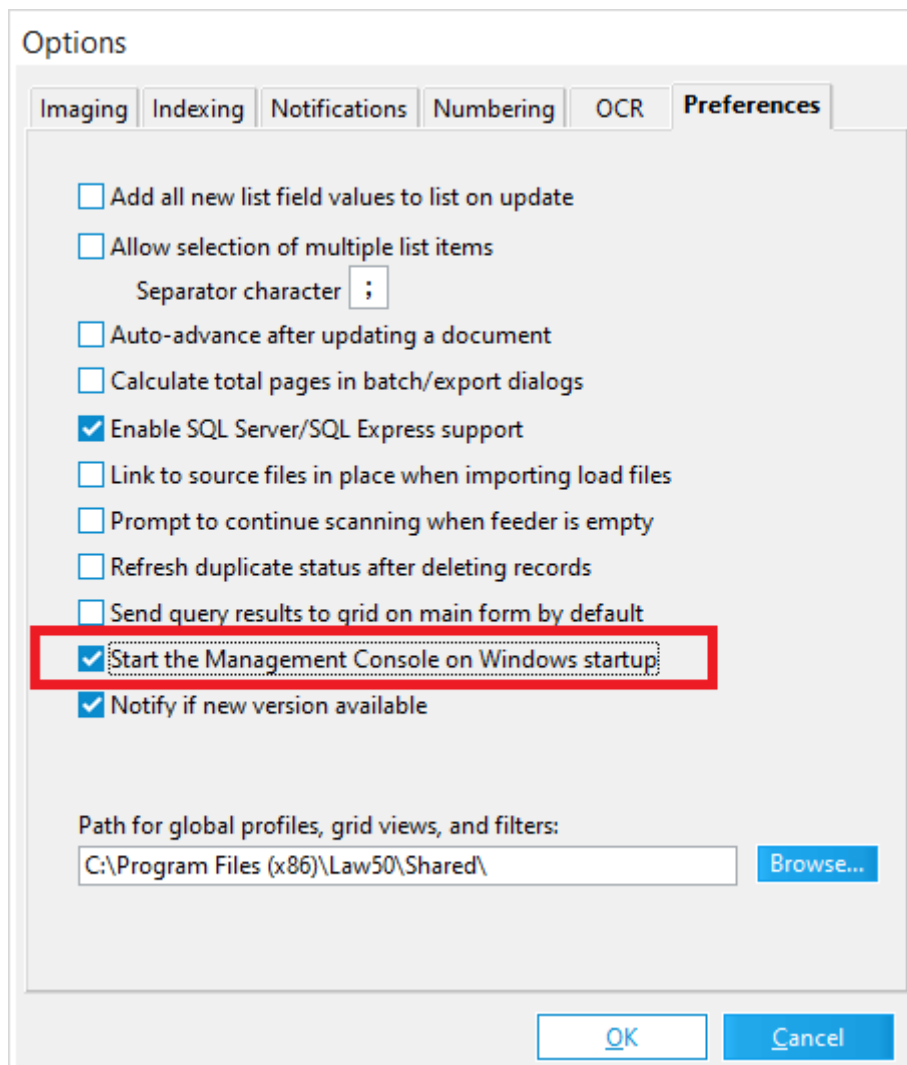 Options
Imaging Indexing Notifications Numbering OCR Preferences
Add all new list field values to list on update
Allow selection of multiple list items
Separator character ;
Auto-advance after updating a document
Calculate total pages in batch/export dialogs
Enable SQL Server/SQL Express support
Link to source files in place when importing load files
Prompt to continue scanning when feeder is empty
Refresh duplicate status after deleting records
Send query results to grid on main form by default
Start the Management Console on Windows startup
Notify if new version available
Path for global profiles, grid views, and filters:
C:\Program Files (x86)\Law50\Shared\ Browse...
OK Cancel